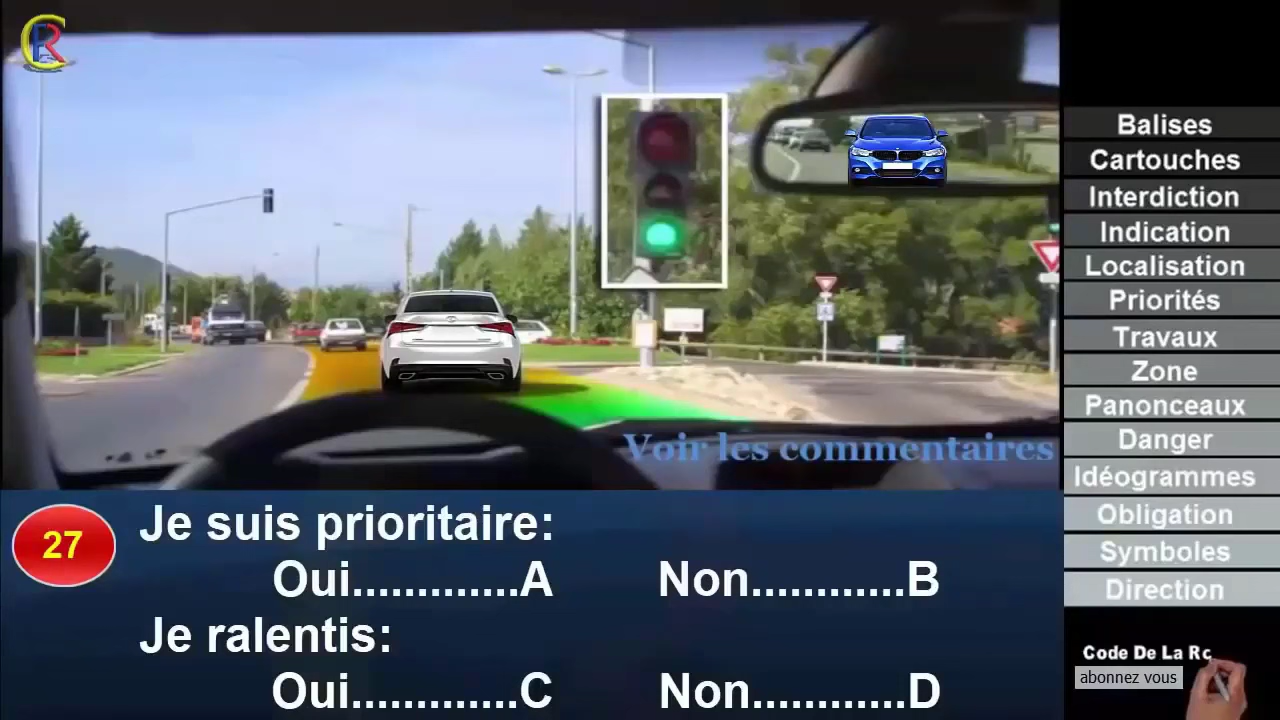 CFR
Voir les commentaires
27
Je suis prioritaire:
Oui.............A Non............B
Je ralentis:
Oui.............C Non............D
Balises
Cartouches
Interdiction
Indication
Localisation
Priorités
Travaux
Zone
Panonceaux
Danger
Idéogrammes
Obligation
Symboles
Direction
Code De La Rc
abonnez vous